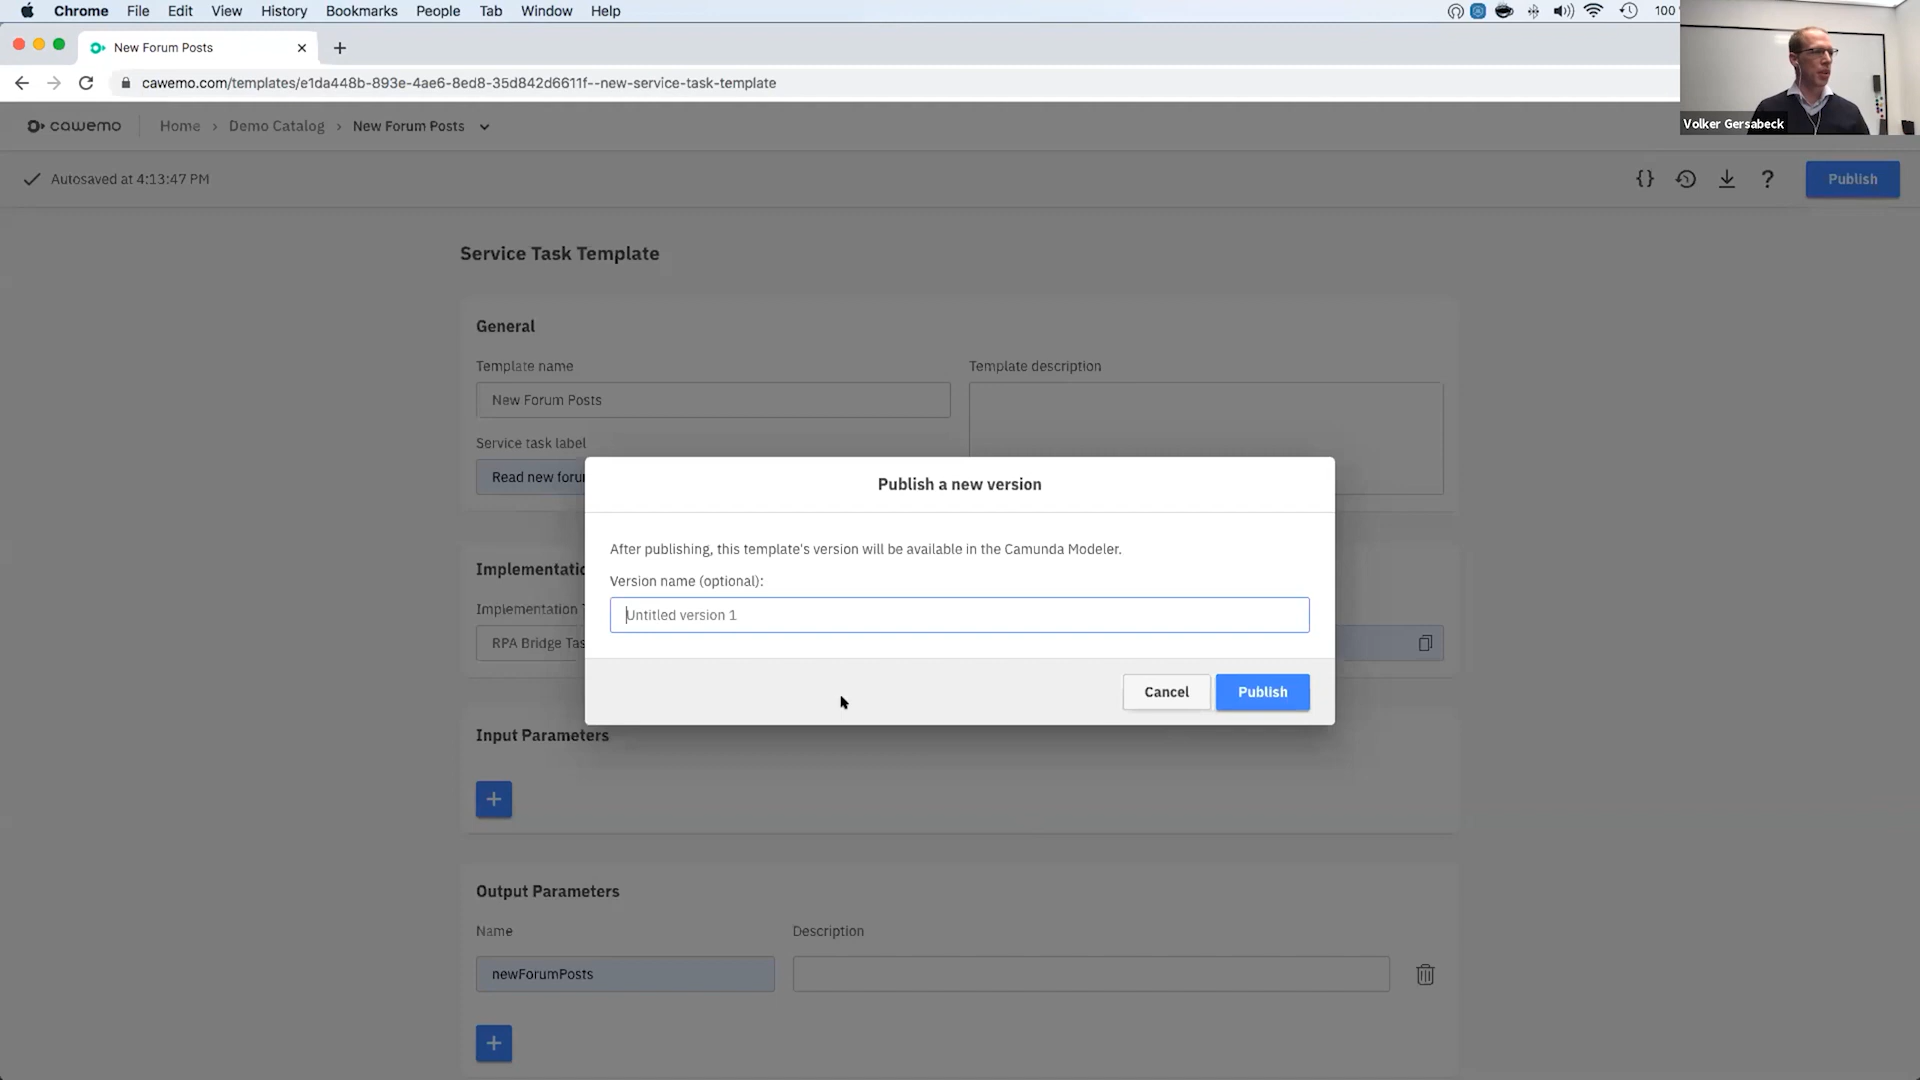 Chrome File Edit View History Bookmarks People Tab Window Help 100
New Forum Posts
cawemo.com/templates/e1da448b-893e-4ae6-8ed8-35d842d6611f--new-service-task-template
Volker Gersabeck
cawemo Home › Demo Catalog › New Forum Posts
Autosaved at 4:13:47 PM
{} ? Publish
Service Task Template
General
Template name Template description
New Forum Posts
Service task label
Read new foru
Publish a new version
After publishing, this template's version will be available in the Camunda Modeler.
Version name (optional):
Untitled version 1
Cancel Publish
Implementatio
Implementation
RPA Bridge Tas
Input Parameters
+
Output Parameters
Name Description
newForumPosts
+